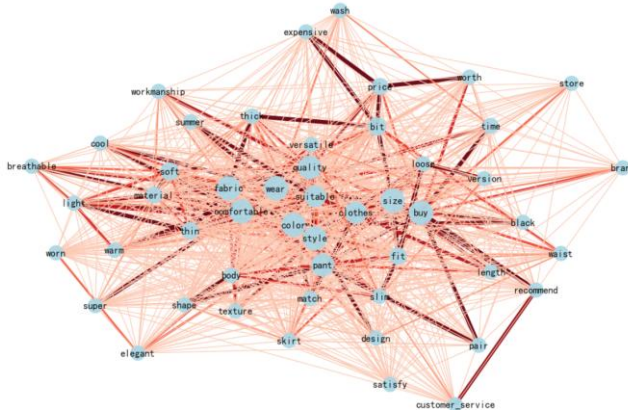 wash
expensive
price
worth
store
workmanship
summer
thick
bit
time
cool
versatile
breathable
soft
quality
loose
version
bran
light
material
fabric
wear
suitable
size
comfortable
clothes
buy
black
thin
color
style
worn
warm
fit
waist
body
pant
length
recommend
super
shape
texture
match
slim
skirt
design
pair
elegant
satisfy
customer_service